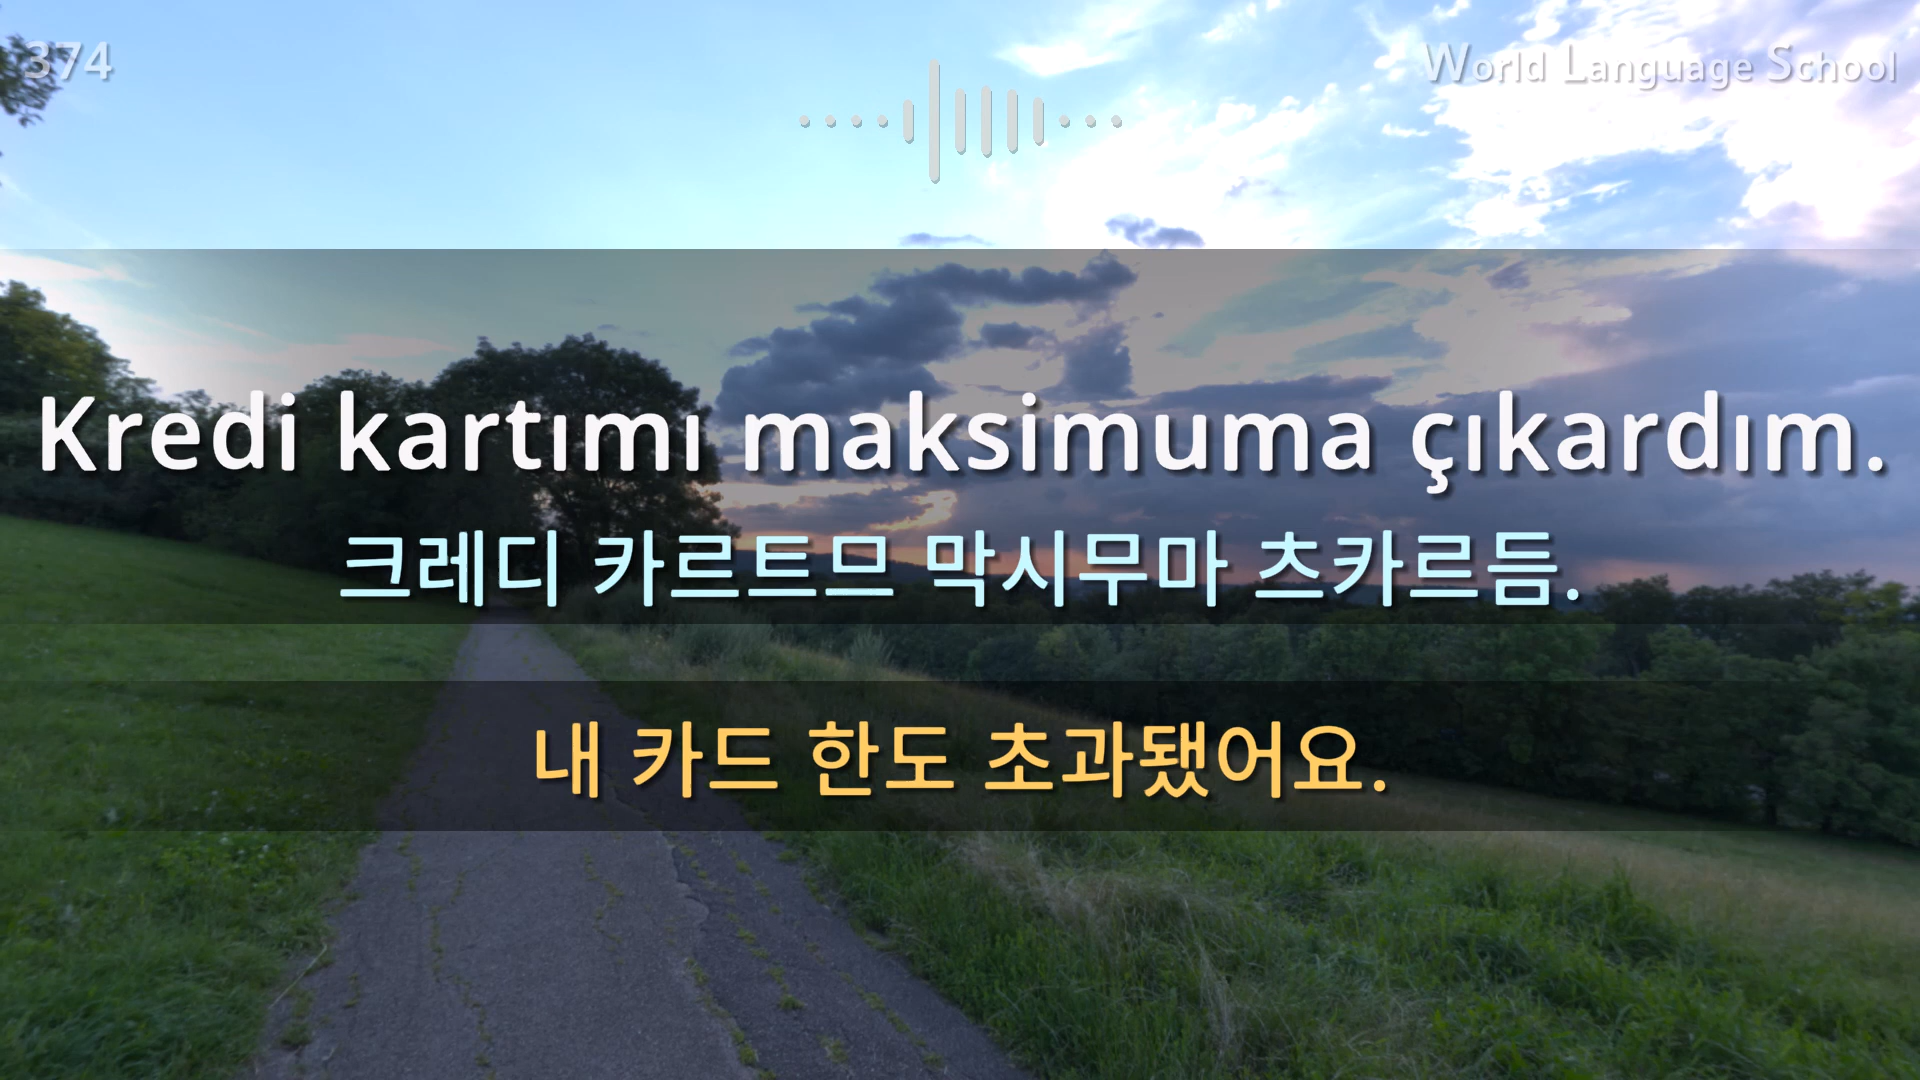 374
World Language School
Kredi kartımı maksimuma çıkardım.
크레디 카르트므 막시무마 츠카르듬.
내 카드 한도 초과됐어요.